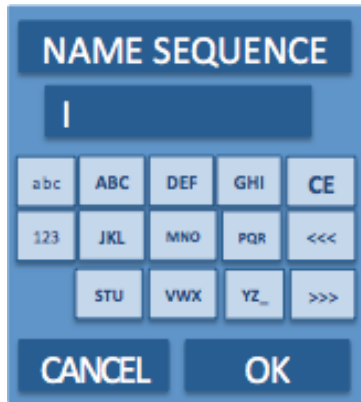 NAME SEQUENCE
|
abc ABC DEF GHI CE
123 JKL MNO PQR <<<
STU VWX YZ_ >>>
CANCEL OK